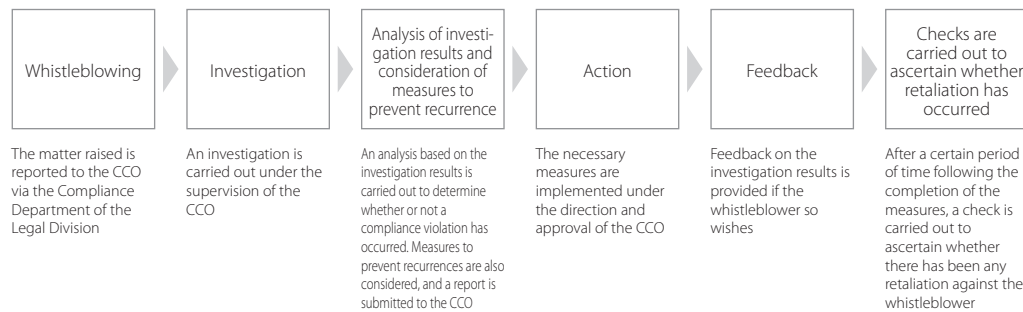 Whistleblowing
Investigation
Analysis of investi-
gation results and
consideration of
measures to
prevent recurrence
Action
Feedback
Checks are
carried out to
ascertain whether
retaliation has
occurred
The matter raised is
reported to the CCO
via the Compliance
Department of the
Legal Division
An investigation is
carried out under the
supervision of the
CCO
An analysis based on the
investigation results is
carried out to determine
whether or not a
compliance violation has
occurred. Measures to
prevent recurrences are also
considered, and a report is
submitted to the CCO
The necessary
measures are
implemented under
the direction and
approval of the CCO
Feedback on the
investigation results is
provided if the
whistleblower so
wishes
After a certain period
of time following the
completion of the
measures, a check is
carried out to
ascertain whether
there has been any
retaliation against the
whistleblower